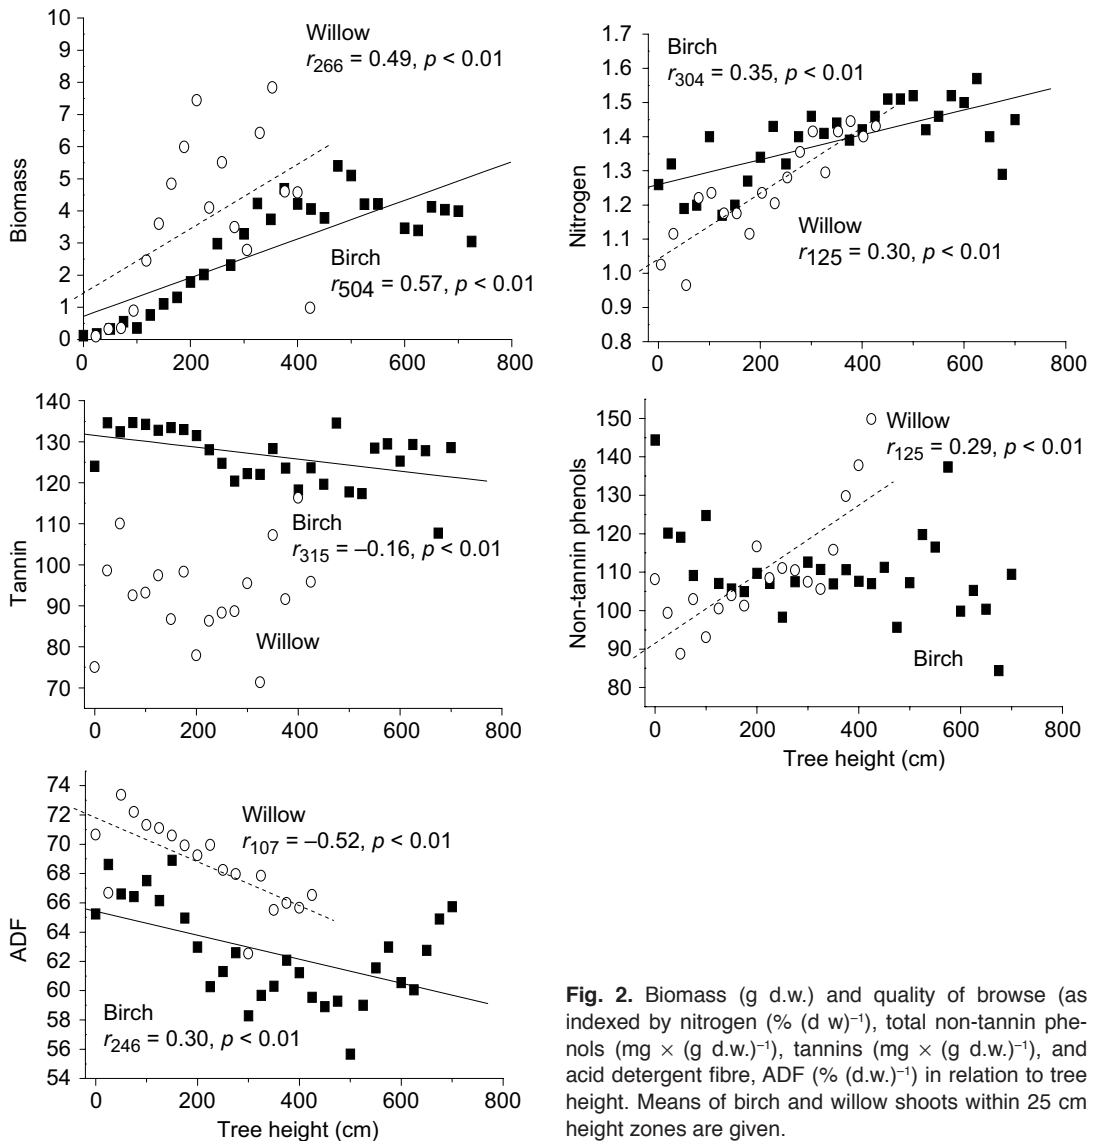 10
9
8
7
6
5
4
3
2
1
0
Biomass
Willow
r266 = 0.49, p < 0.01
Birch
r504 = 0.57, p < 0.01
0 200 400 600 800
1.7
1.6
1.5
1.4
1.3
1.2
1.1
1.0
0.9
0.8
Nitrogen
Birch
r304 = 0.35, p < 0.01
Willow
r125 = 0.30, p < 0.01
0 200 400 600 800
140
130
120
110
100
90
80
70
Tannin
Birch
r315 = –0.16, p < 0.01
Willow
0 200 400 600 800
150
140
130
120
110
100
90
80
Non-tannin phenols
Willow
r125 = 0.29, p < 0.01
Birch
0 200 400 600 800
Tree height (cm)
74
72
70
68
66
64
62
60
58
56
54
ADF
Willow
r107 = –0.52, p < 0.01
Birch
r246 = 0.30, p < 0.01
0 200 400 600 800
Tree height (cm)
Fig. 2. Biomass (g d.w.) and quality of browse (as
indexed by nitrogen (% (d w)⁻¹), total non-tannin phe-
nols (mg × (g d.w.)⁻¹), tannins (mg × (g d.w.)⁻¹), and
acid detergent fibre, ADF (% (d.w.)⁻¹) in relation to tree
height. Means of birch and willow shoots within 25 cm
height zones are given.